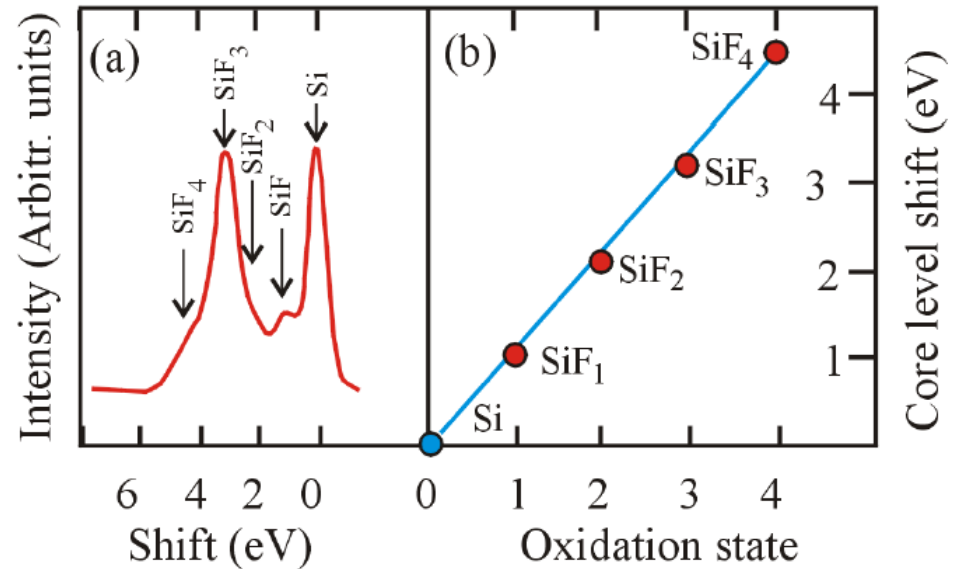 (a)
Intensity (Arbitr. units)
SiF₄
SiF₃
SiF₂
SiF
Si
6 4 2 0
Shift (eV)
(b)
SiF₄
SiF₃
SiF₂
SiF₁
Si
0 1 2 3 4
Oxidation state
4
3
2
1
Core level shift (eV)